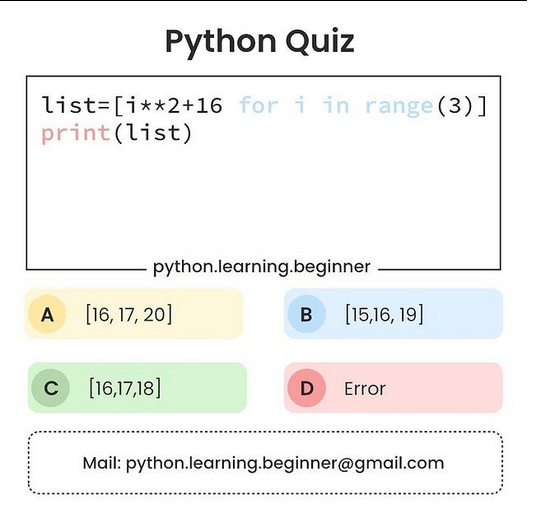 Python Quiz
list=[i**2+16 for i in range(3)]
print(list)
python.learning.beginner
A [16, 17, 20]
B [15,16, 19]
C [16,17,18]
D Error
Mail: python.learning.beginner@gmail.com